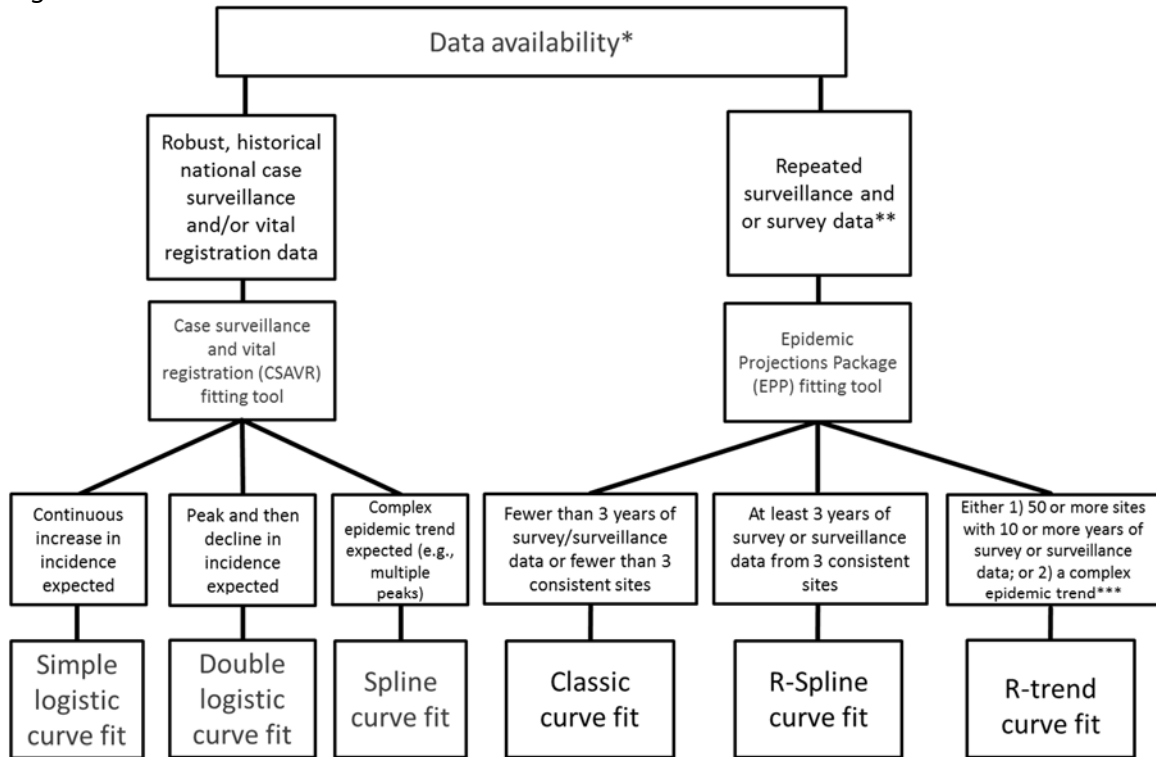 Data availability*
Robust, historical
national case
surveillance
and/or vital
registration data
Repeated
surveillance and
or survey data**
Case surveillance
and vital
registration (CSAVR)
fitting tool
Epidemic
Projections Package
(EPP) fitting tool
Continuous
increase in
incidence
expected
Peak and then
decline in
incidence
expected
Complex
epidemic trend
expected (e.g.,
multiple
peaks)
Fewer than 3 years of
survey/surveillance
data or fewer than 3
consistent sites
At least 3 years of
survey or surveillance
data from 3 consistent
sites
Either 1) 50 or more sites
with 10 or more years of
survey or surveillance
data; or 2) a complex
epidemic trend***
Simple
logistic
curve fit
Double
logistic
curve fit
Spline
curve fit
Classic
curve fit
R-Spline
curve fit
R-trend
curve fit